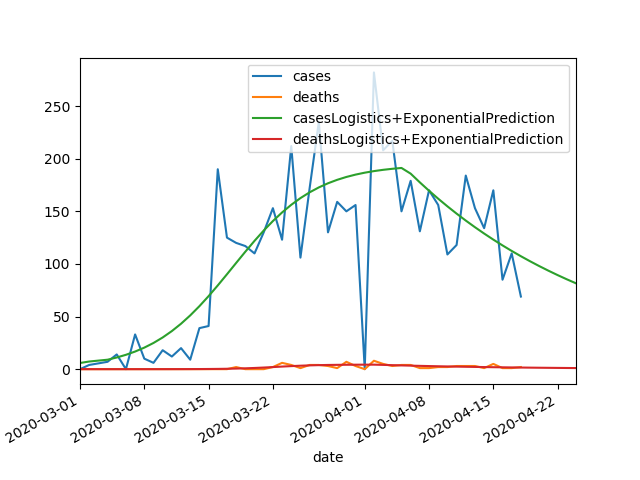 cases
deaths
casesLogistics+ExponentialPrediction
deathsLogistics+ExponentialPrediction
250
200
150
100
50
0
2020-03-01 2020-03-08 2020-03-15 2020-03-22 2020-04-01 2020-04-08 2020-04-15 2020-04-22
date